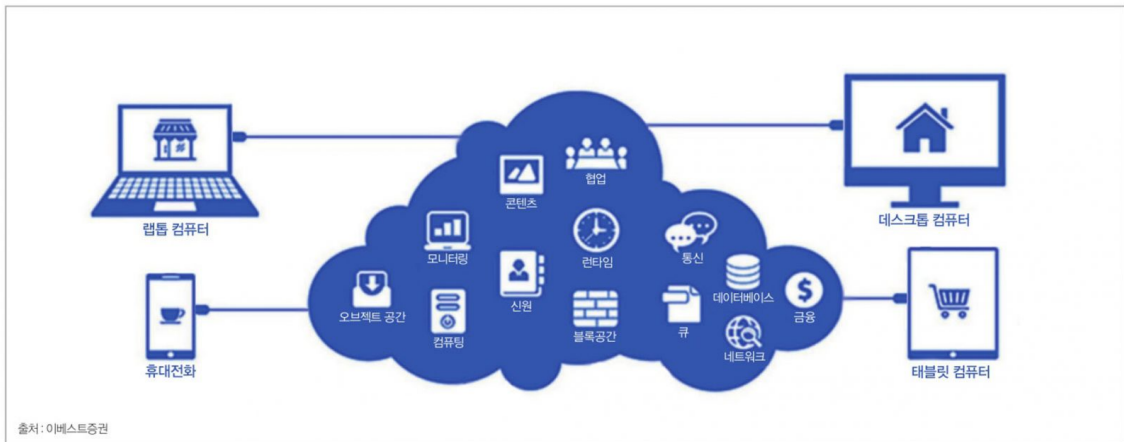 협업
콘텐츠
랩톱 컴퓨터
데스크톱 컴퓨터
모니터링
런타임
통신
신원
데이터베이스
오브젝트 공간
금융
컴퓨팅
블록공간
큐
네트워크
휴대전화
태블릿 컴퓨터
출처 : 이베스트증권